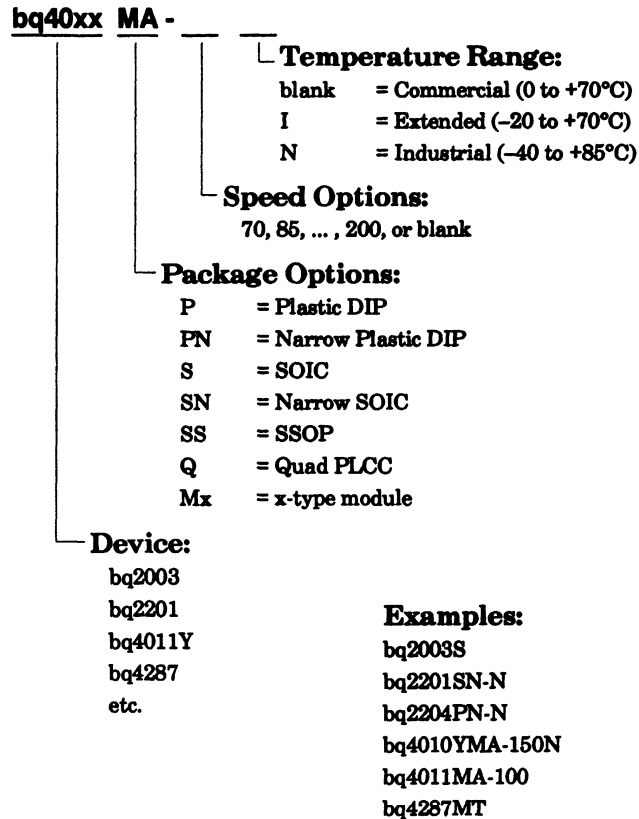 bq40xx MA - __ __
Temperature Range:
blank = Commercial (0 to +70°C)
I = Extended (–20 to +70°C)
N = Industrial (–40 to +85°C)
Speed Options:
70, 85, ... , 200, or blank
Package Options:
P = Plastic DIP
PN = Narrow Plastic DIP
S = SOIC
SN = Narrow SOIC
SS = SSOP
Q = Quad PLCC
Mx = x-type module
Device:
bq2003
bq2201
bq4011Y
bq4287
etc.
Examples:
bq2003S
bq2201SN-N
bq2204PN-N
bq4010YMA-150N
bq4011MA-100
bq4287MT